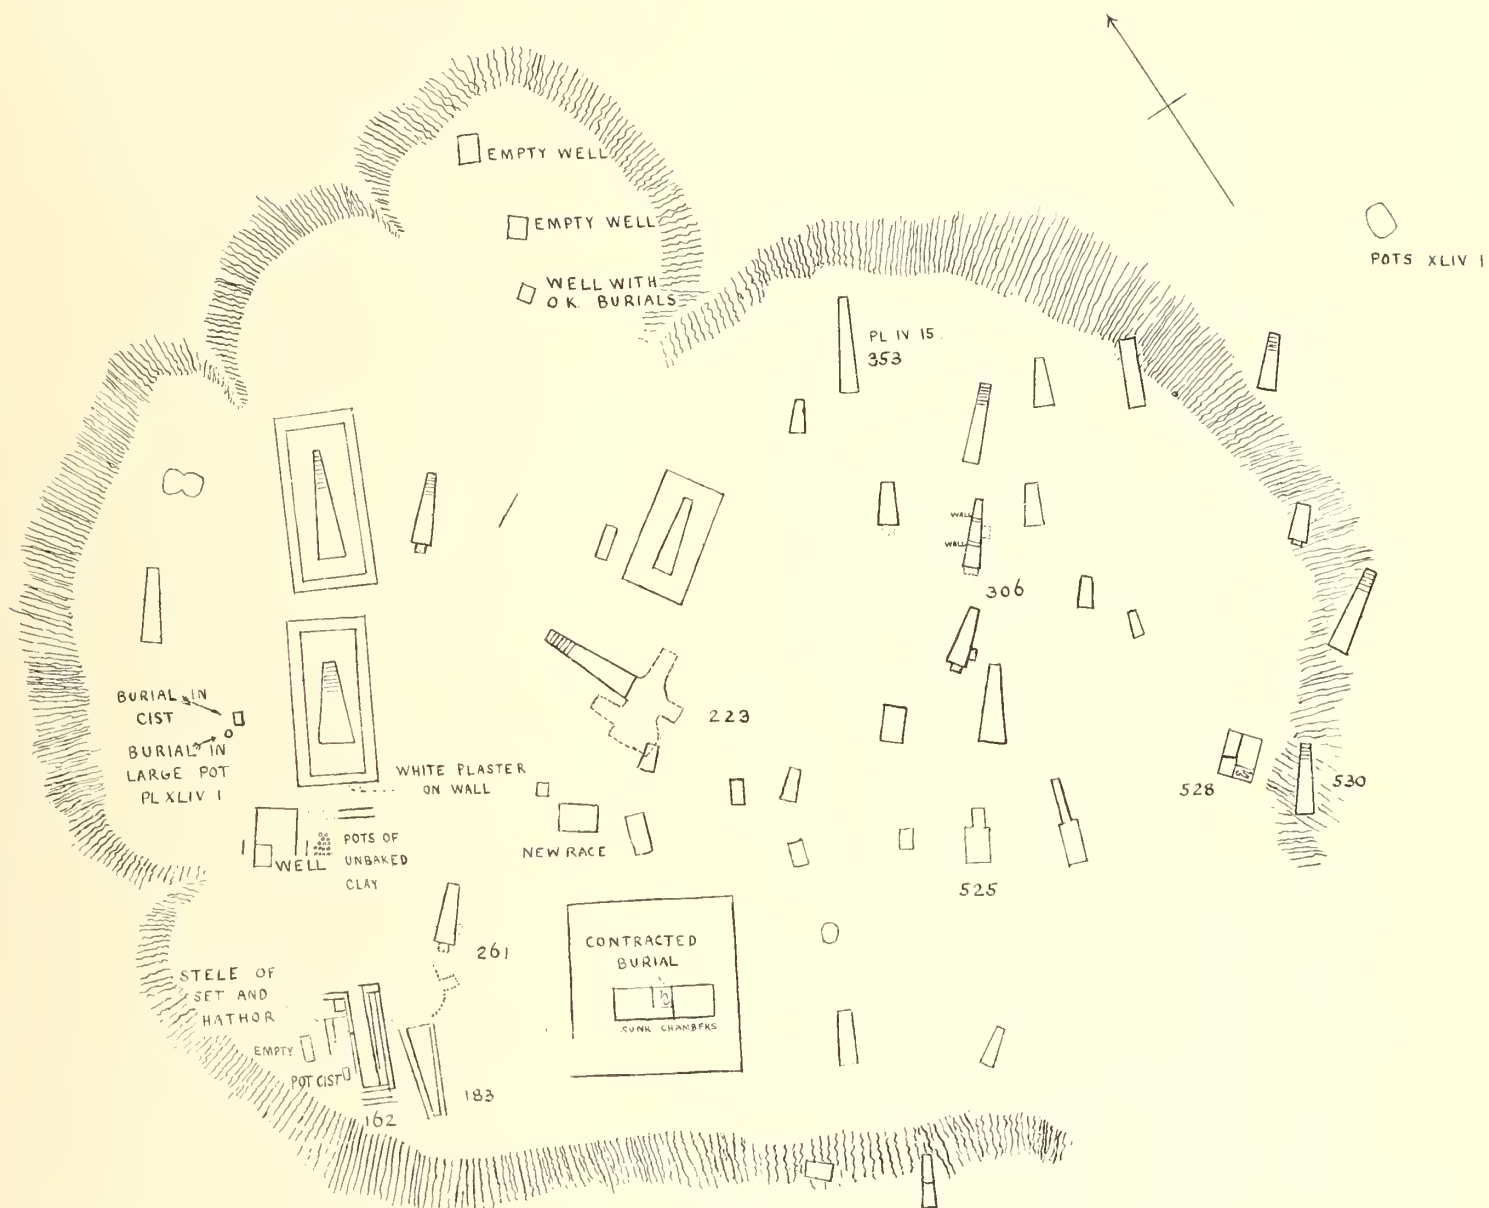 EMPTY WELL
EMPTY WELL
WELL WITH
O K. BURIALS
POTS XLIV 1
PL IV 15.
353
WALL
WALL
306
BURIAL IN
CIST
BURIAL IN
LARGE POT
PL XLIV 1
223
WHITE PLASTER
ON WALL
528
530
WELL
POTS OF
UNBAKED
CLAY
NEW RACE
525
261
CONTRACTED
BURIAL
SUNK CHAMBERS
STELE OF
SET AND
HATHOR
EMPTY
POT CIST
162
183